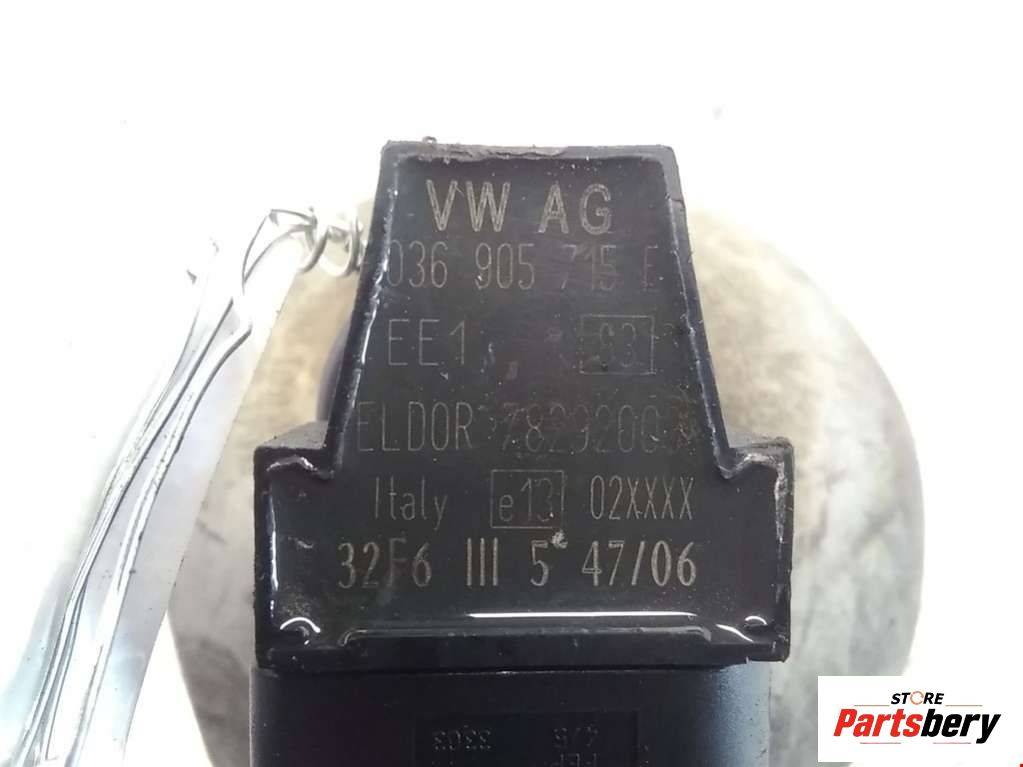 VW AG
036 905 715 E
EE1 03
ELDOR
Italy e13 02XXXX
32F6 III 5 47/06
STORE
Partsbery